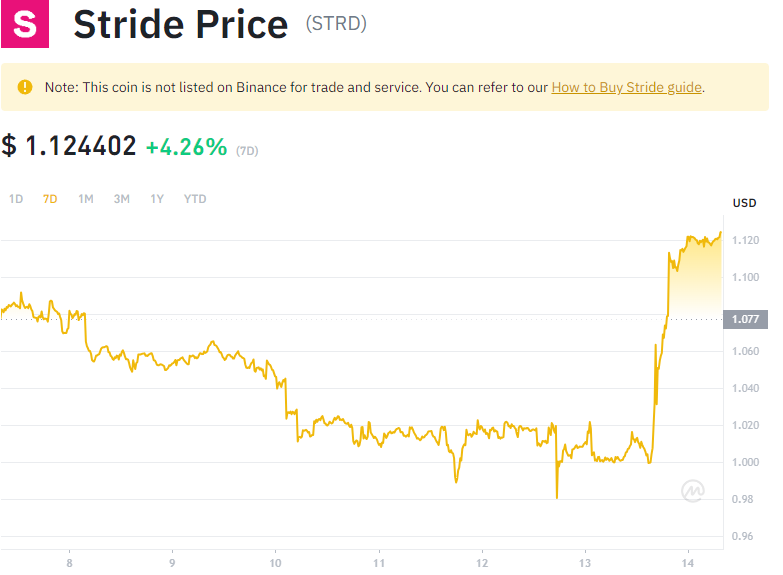 S Stride Price (STRD)
Note: This coin is not listed on Binance for trade and service. You can refer to our How to Buy Stride guide.
$ 1.124402 +4.26% (7D)
1D 7D 1M 3M 1Y YTD
USD
1.120
1.100
1.077
1.060
1.040
1.020
1.000
0.98
0.96
8 9 10 11 12 13 14